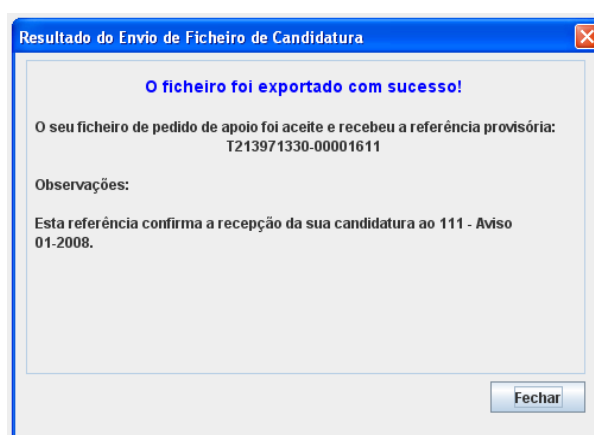 Resultado do Envio de Ficheiro de Candidatura
O ficheiro foi exportado com sucesso!
O seu ficheiro de pedido de apoio foi aceite e recebeu a referência provisória:
T213971330-00001611
Observações:
Esta referência confirma a recepção da sua candidatura ao 111 - Aviso
01-2008.
Fechar